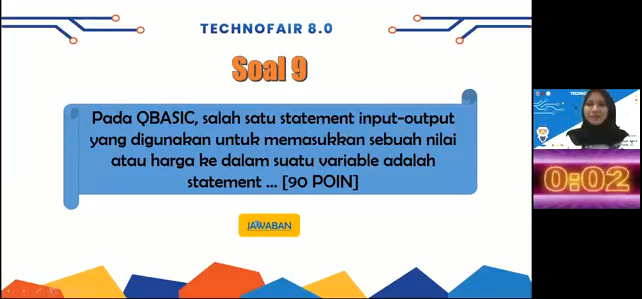 TECHNOFAIR 8.0
Soal 9
Pada QBASIC, salah satu statement input-output
yang digunakan untuk memasukkan sebuah nilai
atau harga ke dalam suatu variable adalah
statement ... [90 POIN]
JAWABAN
0:02